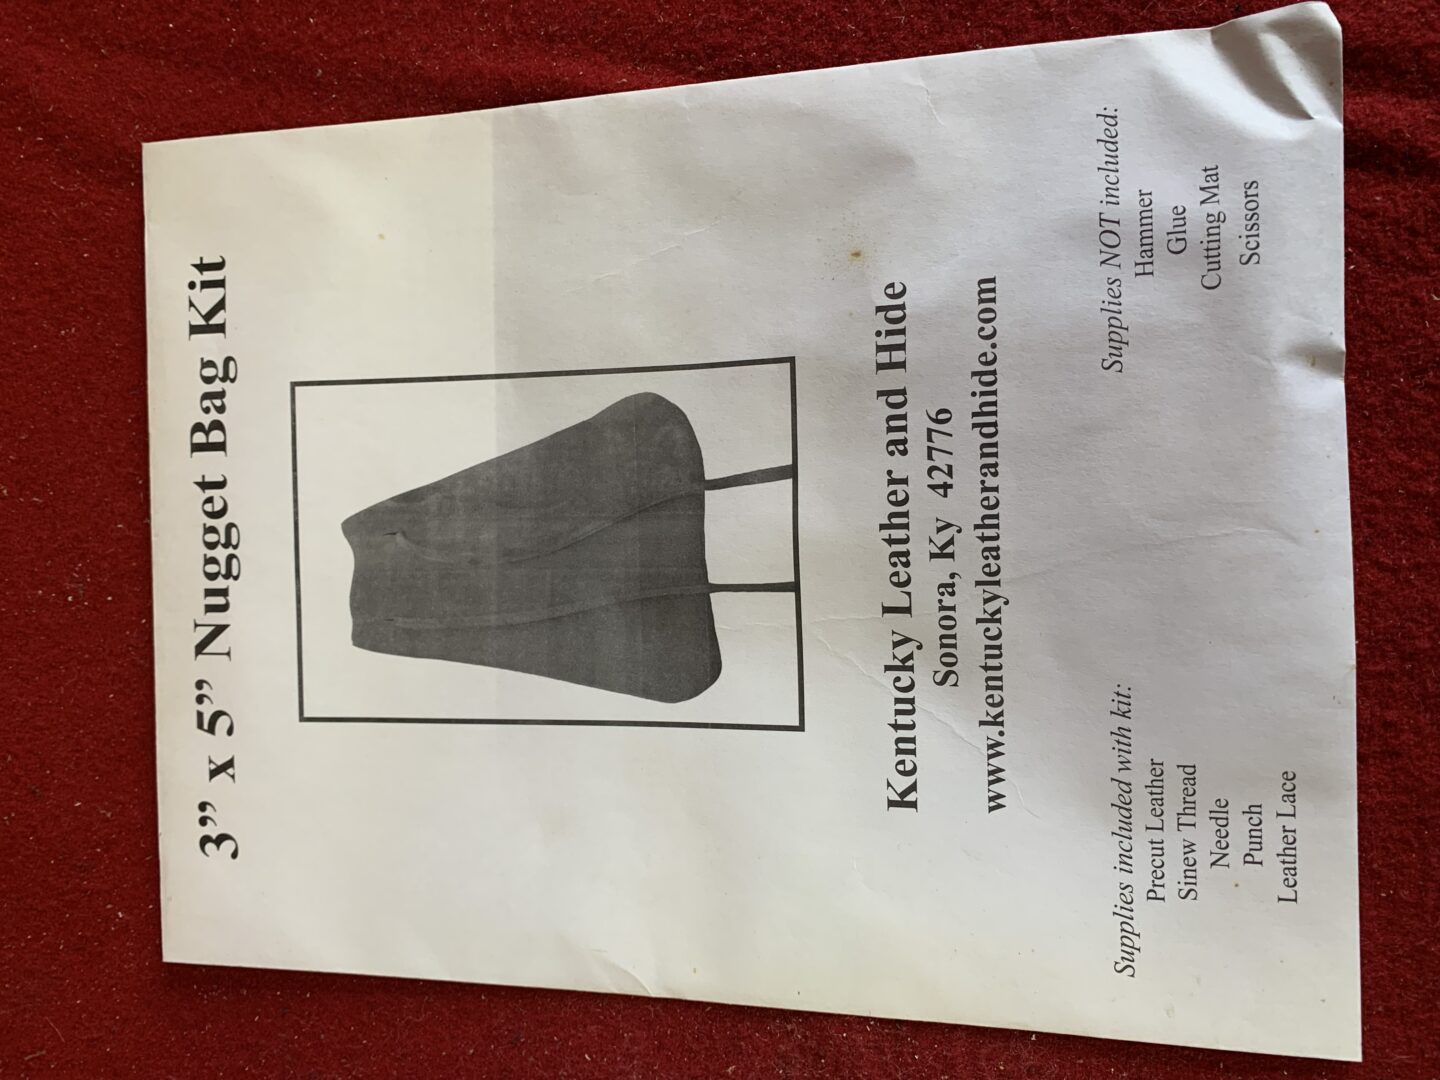 3” x 5” Nugget Bag Kit
Kentucky Leather and Hide
Sonora, Ky 42776
www.kentuckyleatherandhide.com
Supplies included with kit:
Precut Leather
Sinew Thread
Needle
Punch
Leather Lace
Supplies NOT included:
Hammer
Glue
Cutting Mat
Scissors